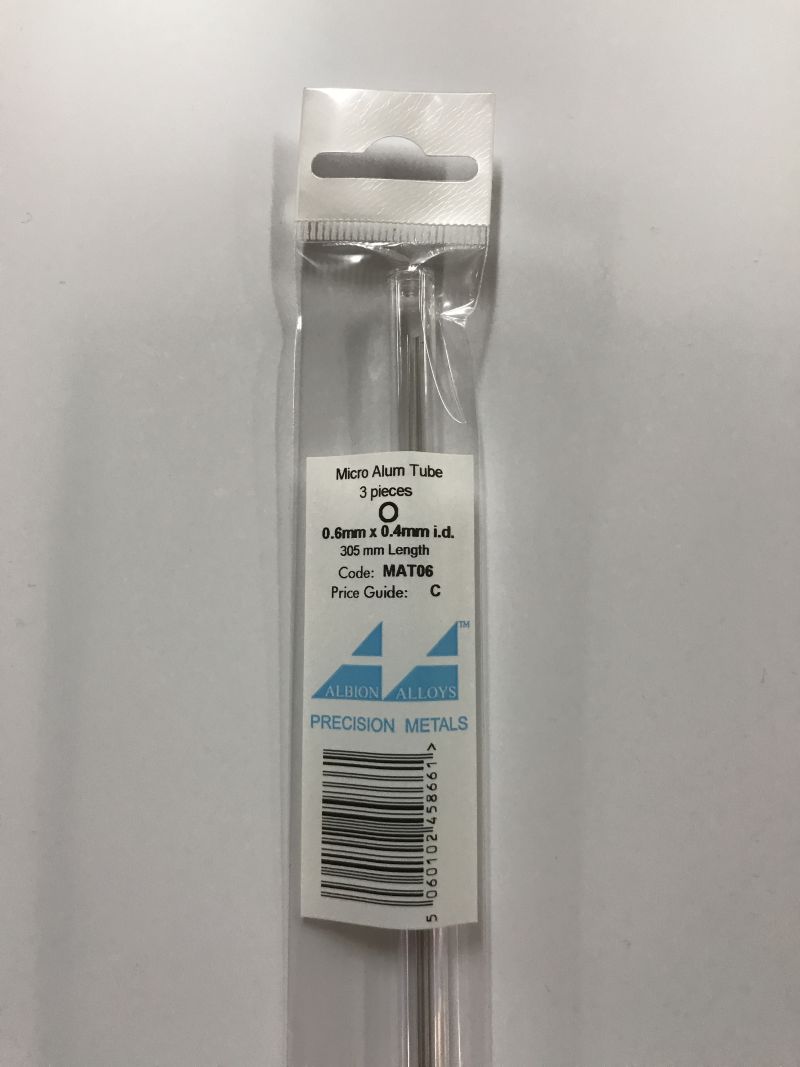 Micro Alum Tube
3 pieces
0.6mm x 0.4mm i.d.
305 mm Length
Code: MAT06
Price Guide: C
TM
ALBION ALLOYS
PRECISION METALS
5 060102 458661 >